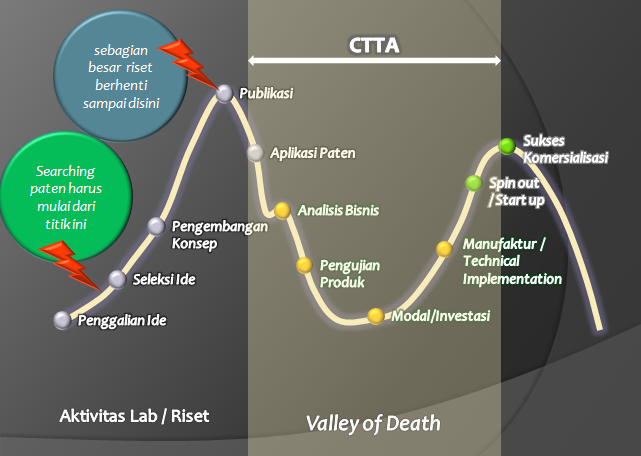 CTTA
sebagian
besar riset
berhenti
sampai disini
Publikasi
Searching
paten harus
mulai dari
titik ini
Aplikasi Paten
Sukses
Komersialisasi
Spin out
/Start up
Analisis Bisnis
Pengembangan
Konsep
Manufaktur /
Technical
Implementation
Pengujian
Produk
Seleksi Ide
Modal/Investasi
Penggalian Ide
Aktivitas Lab / Riset
Valley of Death